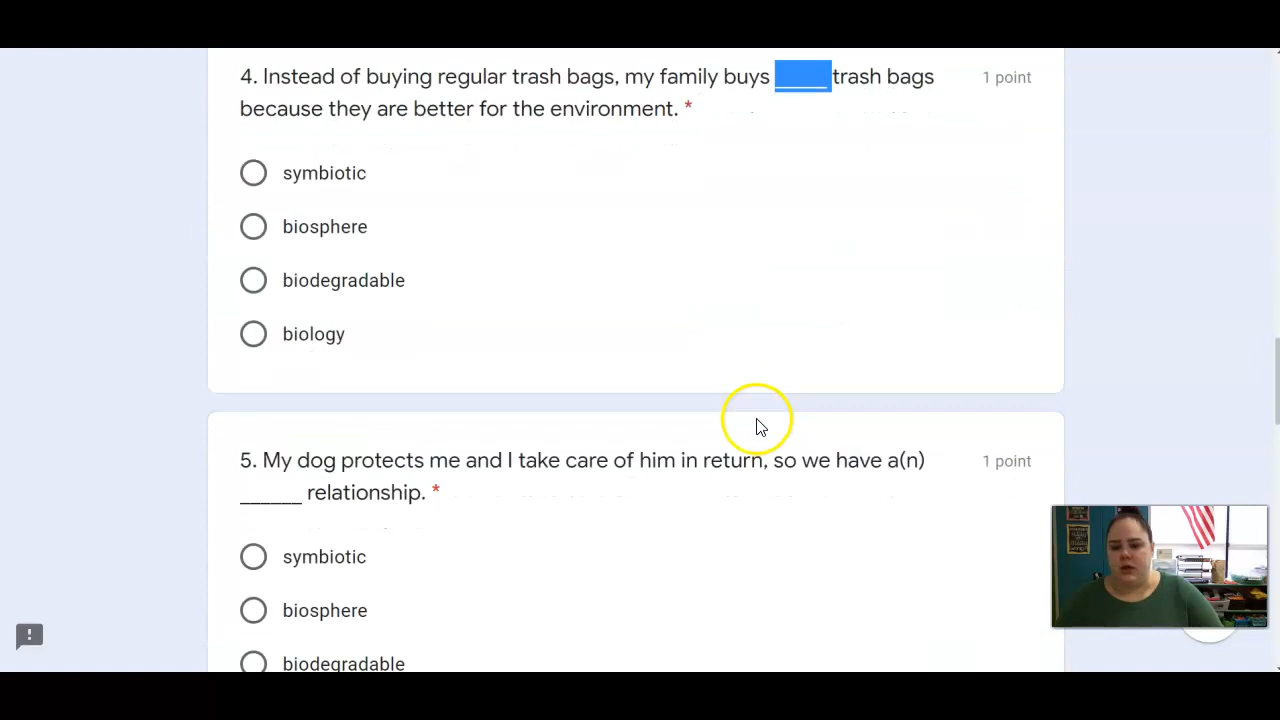 4. Instead of buying regular trash bags, my family buys _____ trash bags 1 point
because they are better for the environment. *
symbiotic
biosphere
biodegradable
biology
5. My dog protects me and I take care of him in return, so we have a(n) 1 point
______ relationship. *
symbiotic
biosphere
biodegradable